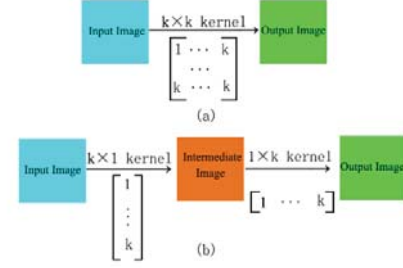 Input Image
k×k kernel
Output Image
1 ··· k
···
k ··· k
(a)
Input Image
k×1 kernel
1
⋮
k
Intermediate
Image
1×k kernel
[1 ··· k]
Output Image
(b)